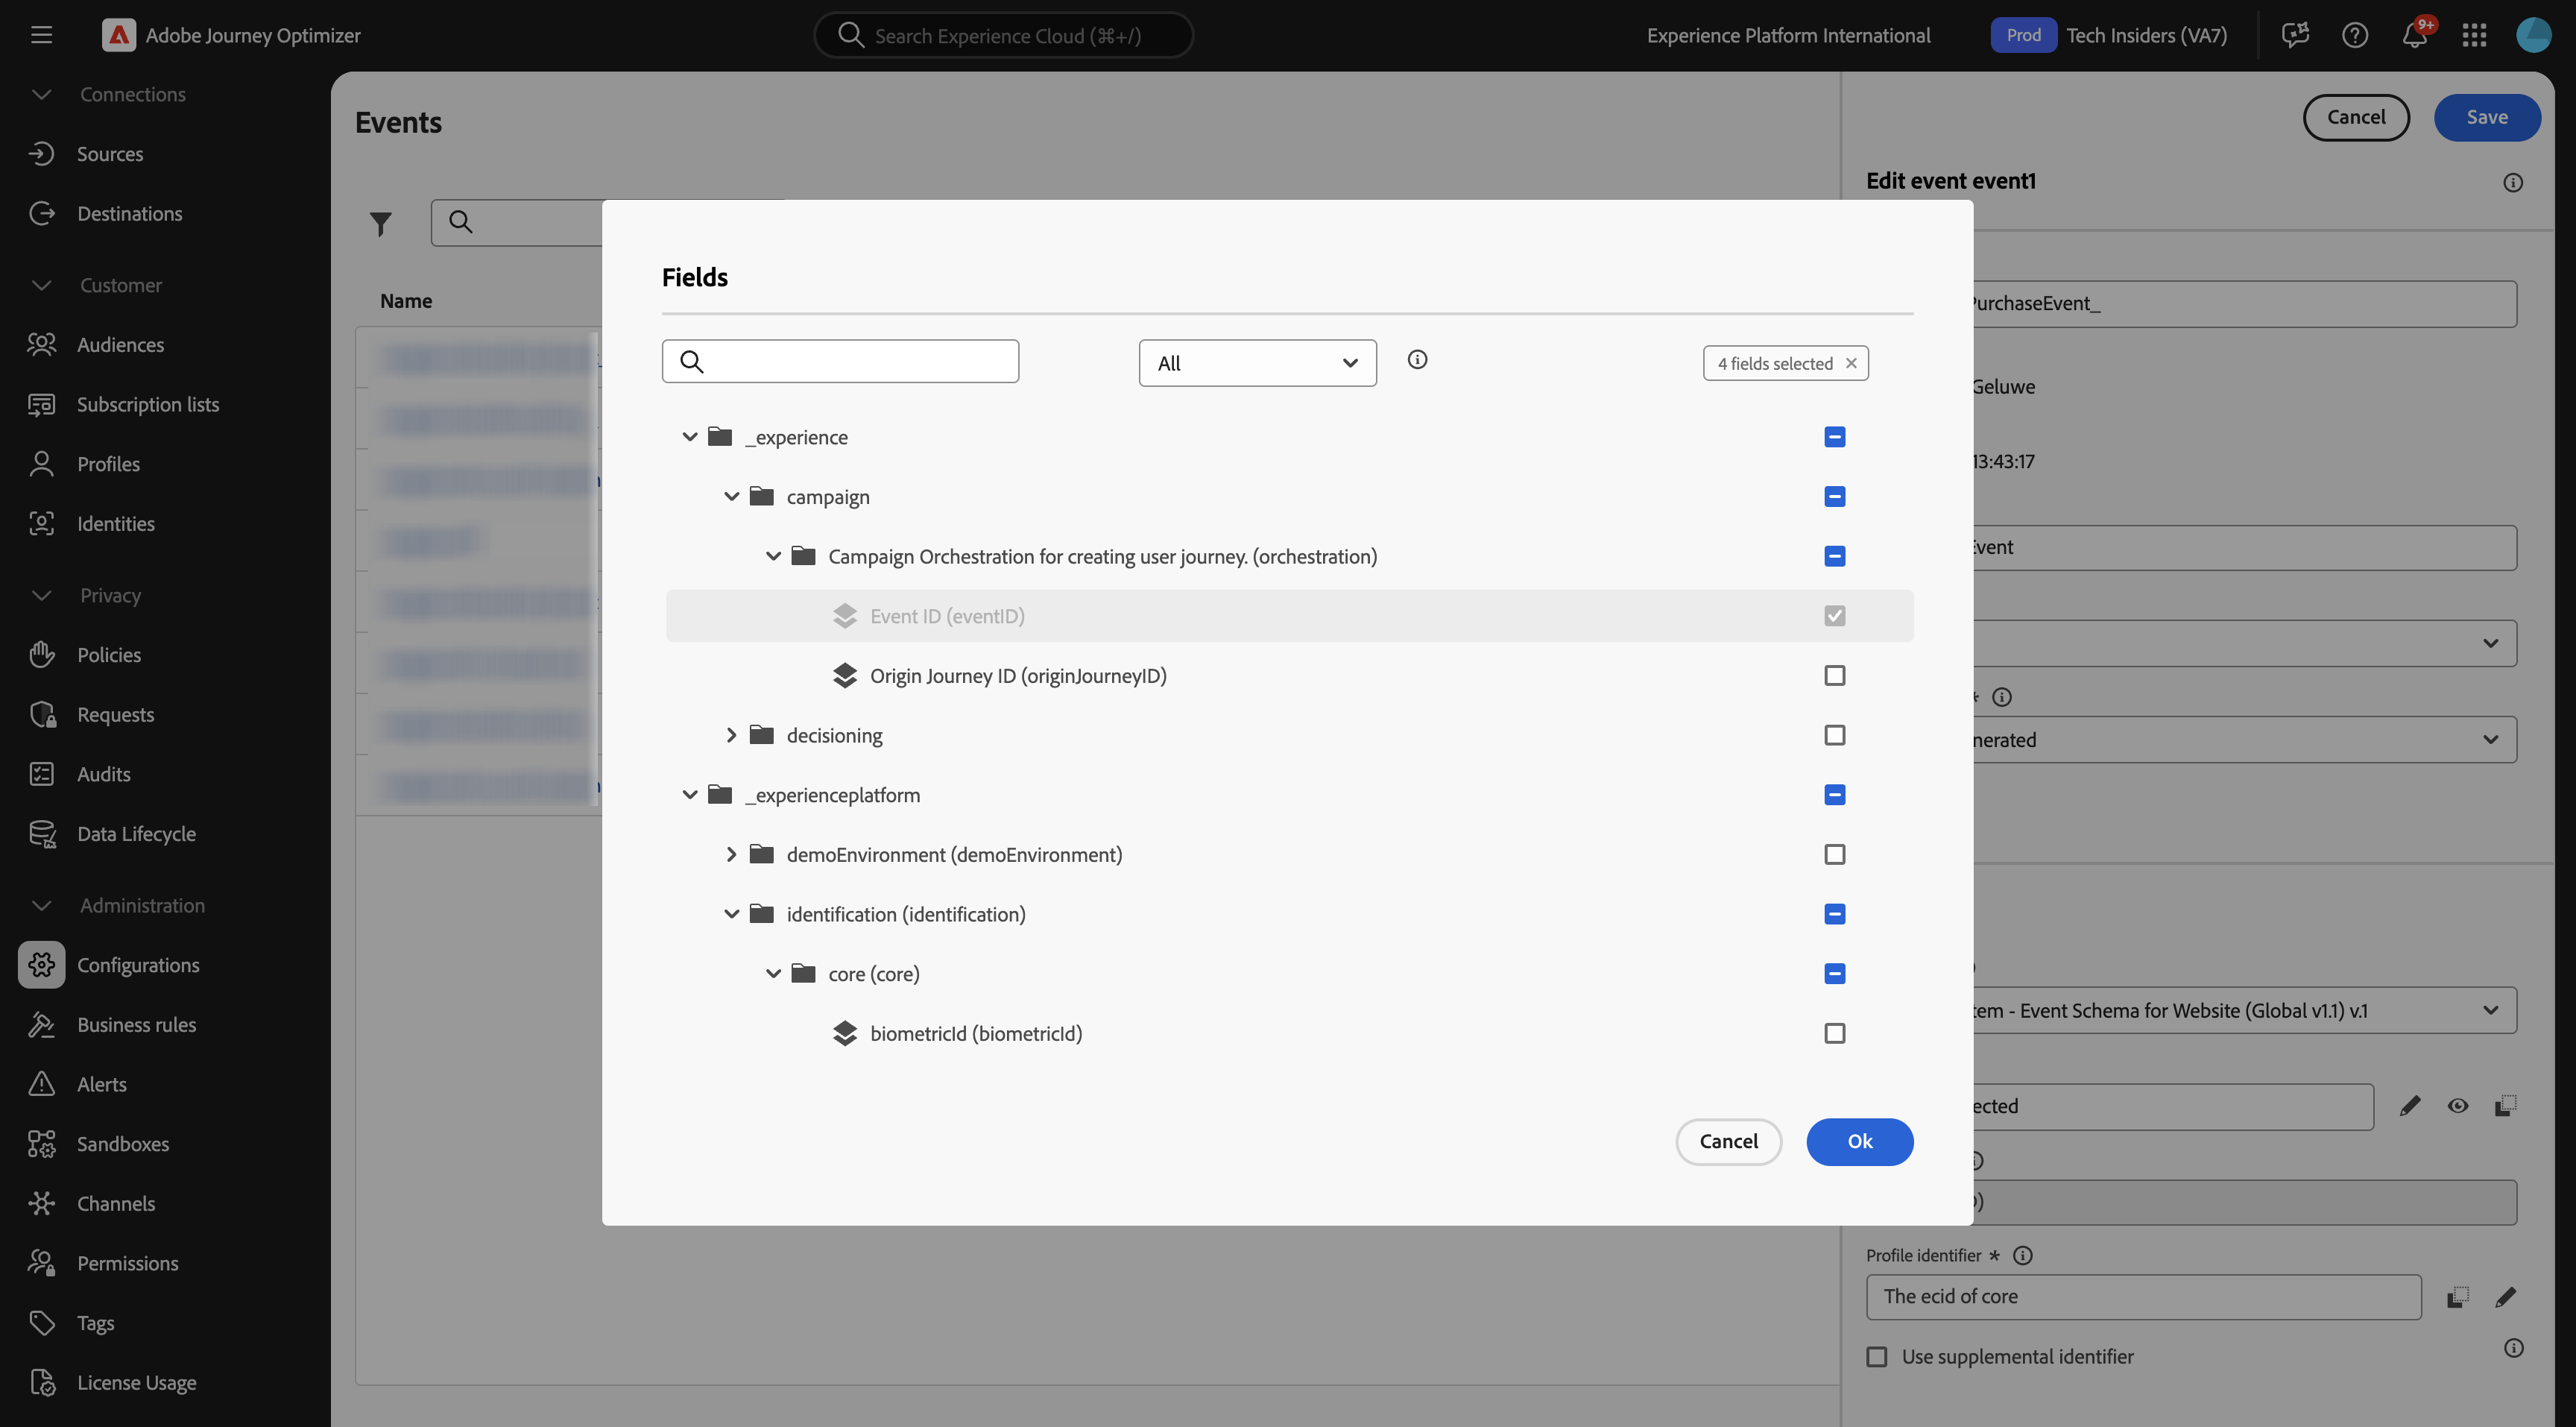 Adobe Journey Optimizer
Search Experience Cloud (⌘+/)
Experience Platform International
Prod
Tech Insiders (VA7)
9+
Connections
Sources
Destinations
Customer
Audiences
Subscription lists
Profiles
Identities
Privacy
Policies
Requests
Audits
Data Lifecycle
Administration
Configurations
Business rules
Alerts
Sandboxes
Channels
Permissions
Tags
License Usage
Events
Name
Fields
All
4 fields selected
_experience
campaign
Campaign Orchestration for creating user journey. (orchestration)
Event ID (eventID)
Origin Journey ID (originJourneyID)
decisioning
_experienceplatform
demoEnvironment (demoEnvironment)
identification (identification)
core (core)
biometricId (biometricId)
Cancel
Ok
Cancel
Save
Edit event event1
PurchaseEvent_
Geluwe
13:43:17
Event
*
nerated
tem - Event Schema for Website (Global v1.1) v.1
ected
Profile identifier *
The ecid of core
Use supplemental identifier